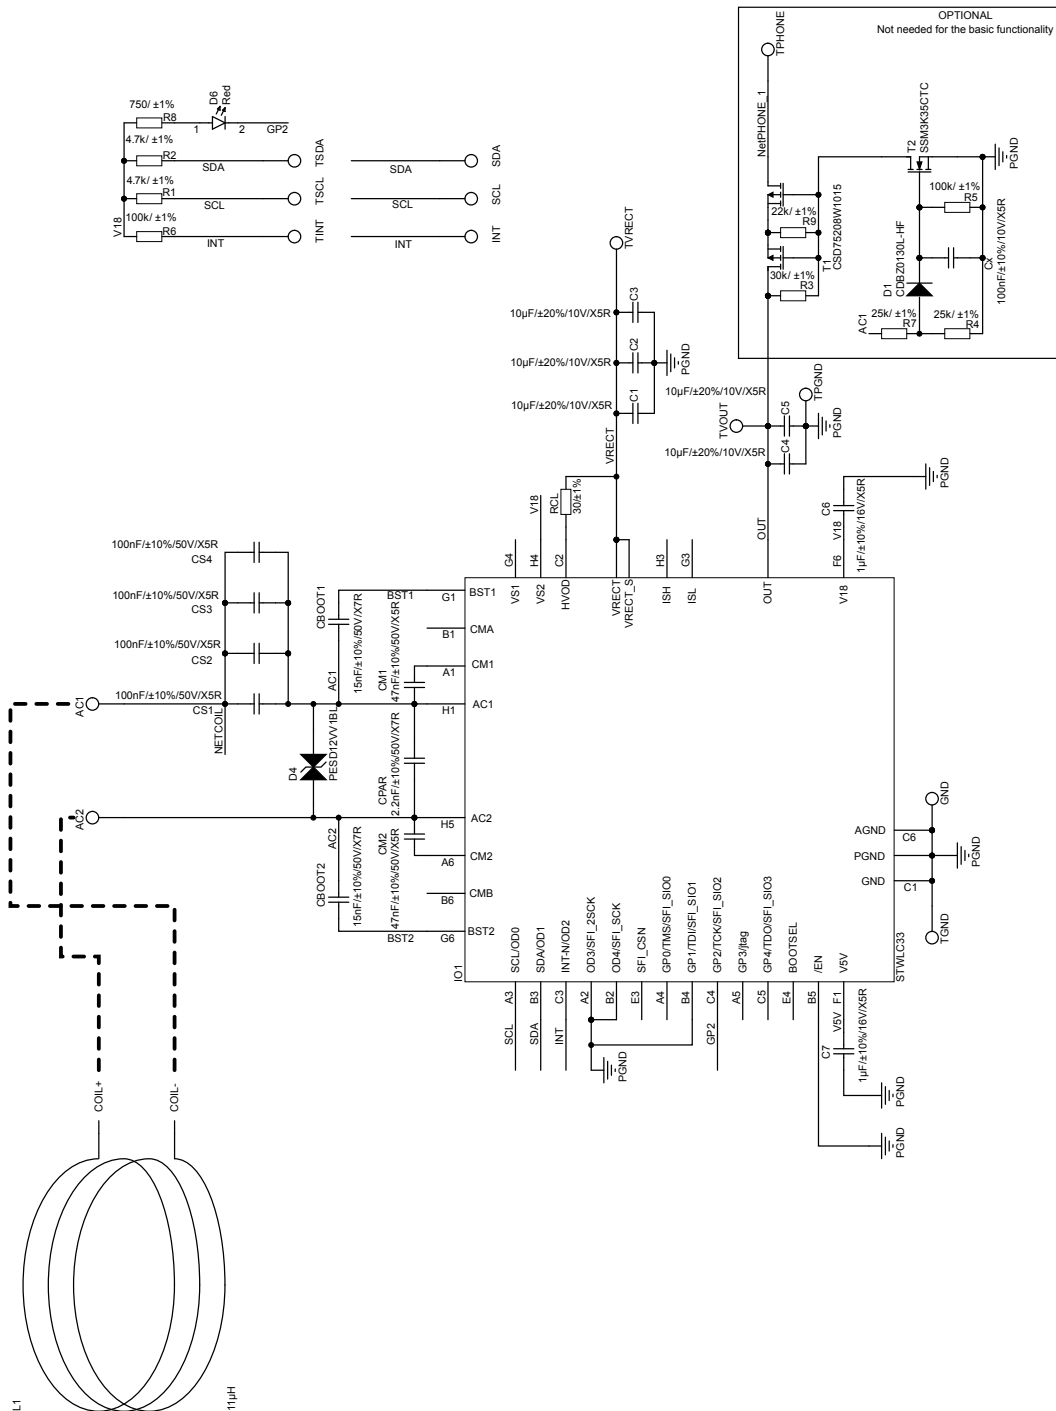 OPTIONAL
Not needed for the basic functionality
TPHONE
NetPHONE_1
T2
SSM3K35CTC
PGND
22k/ ±1%
R9
30k/ ±1%
R3
T1
CSD75208W1015
100k/ ±1%
R5
Cx
100nF/±10%/10V/X5R
D1
CDBZ0130L-HF
AC1
25k/ ±1%
R7
25k/ ±1%
R4
750/ ±1%
R8
D6
Red
1
2
GP2
4.7k/ ±1%
R2
SDA
TSDA
SDA
SDA
4.7k/ ±1%
R1
SCL
TSCL
SCL
SCL
100k/ ±1%
R6
INT
TINT
INT
INT
V18
TVRECT
10µF/±20%/10V/X5R
C3
10µF/±20%/10V/X5R
C2
10µF/±20%/10V/X5R
C1
PGND
VRECT
10µF/±20%/10V/X5R
C5
TPGND
TVOUT
10µF/±20%/10V/X5R
C4
PGND
RCL
30/±1%
V18
OUT
C6
V18
1µF/±10%/16V/X5R
PGND
G4
H4
C2
H3
G3
F6
VS1
VS2
HVOD
VRECT
VRECT_S
ISH
ISL
OUT
V18
100nF/±10%/50V/X5R
CS4
100nF/±10%/50V/X5R
CS3
100nF/±10%/50V/X5R
CS2
100nF/±10%/50V/X5R
CS1
NETCOIL
AC1
AC2
D4
PESD12VV1BL
CBOOT1
15nF/±10%/50V/X7R
AC1
CM1
47nF/±10%/50V/X5R
CPAR
2.2nF/±10%/50V/X7R
CM2
47nF/±10%/50V/X5R
AC2
CBOOT2
15nF/±10%/50V/X7R
BST1
G1
BST1
B1
CMA
A1
CM1
H1
AC1
H5
AC2
A6
CM2
B6
CMB
BST2
G6
BST2
IO1
AGND
C6
PGND
GND
C1
GND
PGND
TGND
STWLC33
SCL/OD0
SDA/OD1
INT-N/OD2
OD3/SFI_2SCK
OD4/SFI_SCK
SFI_CSN
GP0/TMS/SFI_SIO0
GP1/TDI/SFI_SIO1
GP2/TCK/SFI_SIO2
GP3/jtag
GP4/TDO/SFI_SIO3
BOOTSEL
/EN
V5V
A3
B3
C3
A2
B2
E3
A4
B4
C4
A5
C5
E4
B5
F1
SCL
SDA
INT
PGND
GP2
V5V
C7
1µF/±10%/16V/X5R
PGND
PGND
COIL+
COIL-
L1
11µH